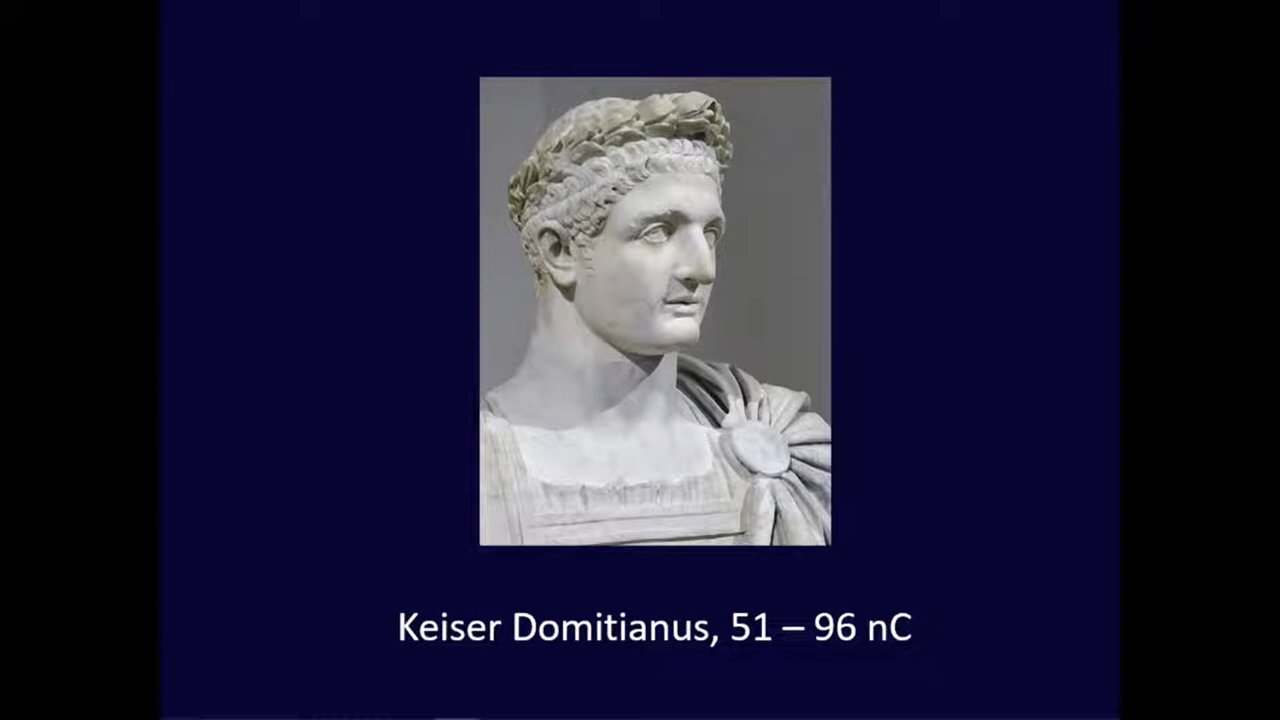 Keiser Domitianus, 51 – 96 nC